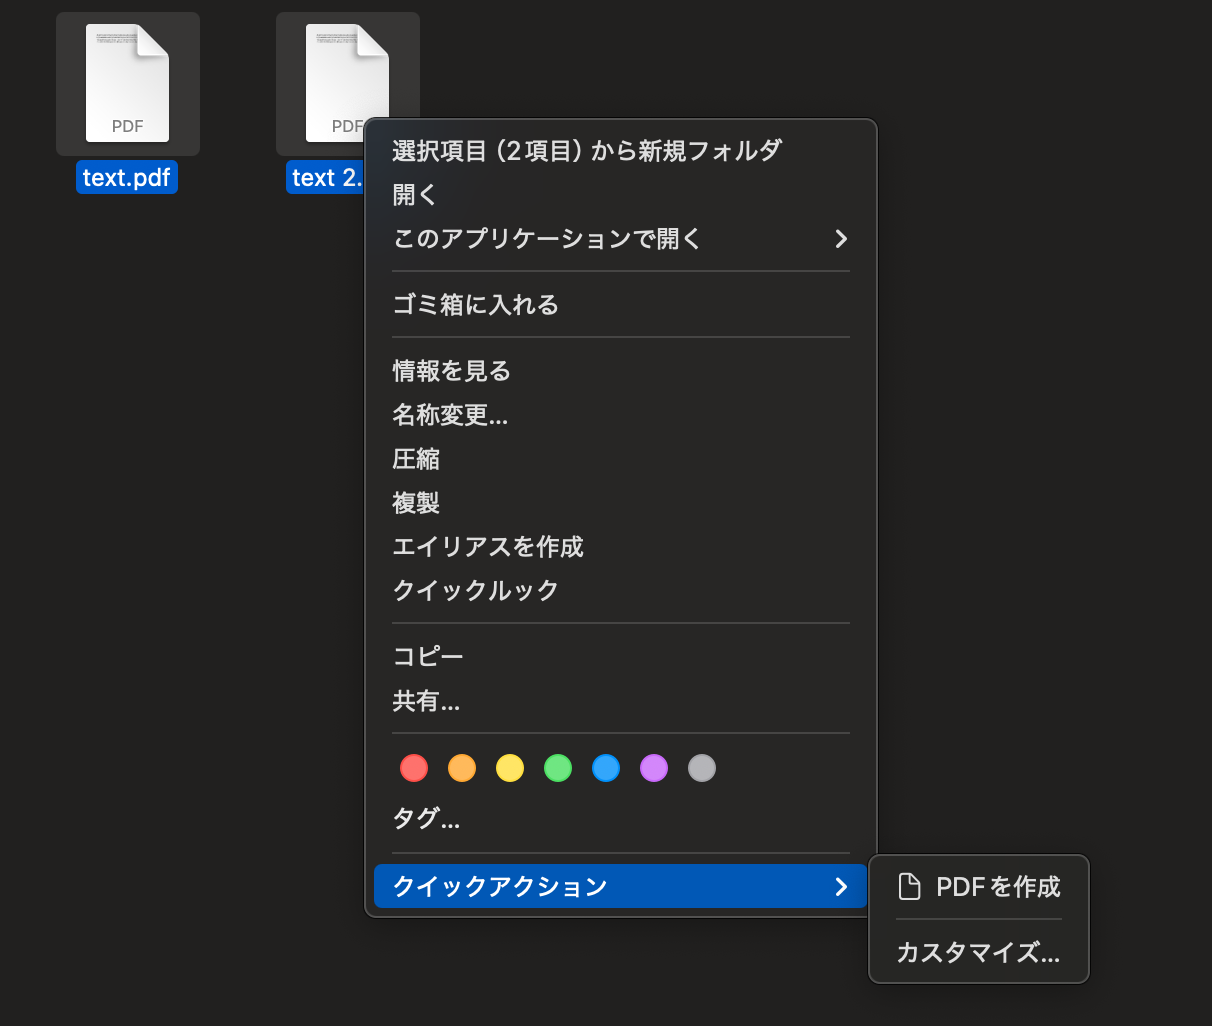 PDF
PDF
text.pdf
text 2.
選択項目（2項目）から新規フォルダ
開く
このアプリケーションで開く
ゴミ箱に入れる
情報を見る
名称変更...
圧縮
複製
エイリアスを作成
クイックルック
コピー
共有...
タグ...
クイックアクション
PDFを作成
カスタマイズ...